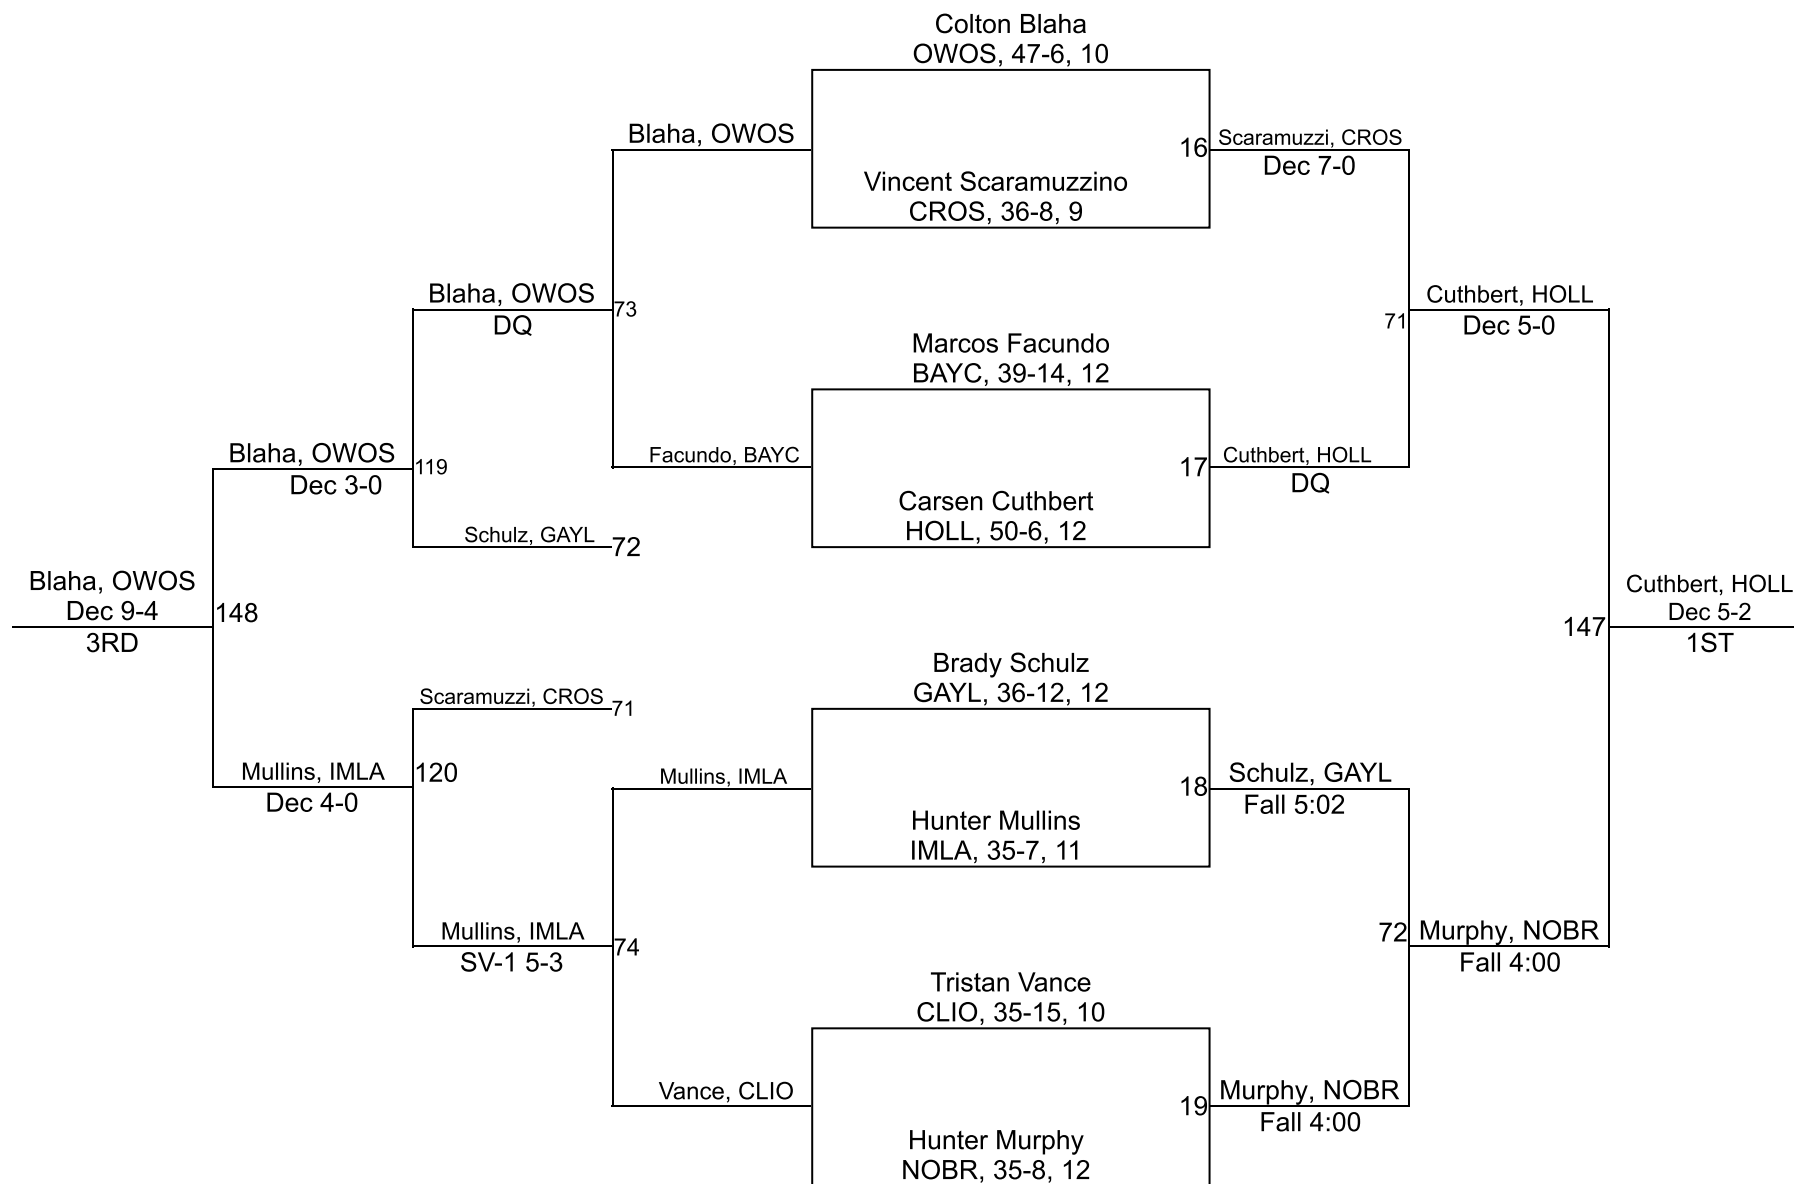 Colton Blaha
OWOS, 47-6, 10
Blaha, OWOS
16
Scaramuzzi, CROS
Dec 7-0
Vincent Scaramuzzino
CROS, 36-8, 9
Blaha, OWOS
DQ
73
Cuthbert, HOLL
Dec 5-0
71
Marcos Facundo
BAYC, 39-14, 12
Blaha, OWOS
Dec 3-0
119
Facundo, BAYC
17
Cuthbert, HOLL
DQ
Carsen Cuthbert
HOLL, 50-6, 12
Schulz, GAYL
72
Blaha, OWOS
Dec 9-4
3RD
148
147
Cuthbert, HOLL
Dec 5-2
1ST
Brady Schulz
GAYL, 36-12, 12
Scaramuzzi, CROS
71
Mullins, IMLA
Dec 4-0
120
Mullins, IMLA
18
Schulz, GAYL
Fall 5:02
Hunter Mullins
IMLA, 35-7, 11
Mullins, IMLA
SV-1 5-3
74
72
Murphy, NOBR
Fall 4:00
Tristan Vance
CLIO, 35-15, 10
Vance, CLIO
19
Murphy, NOBR
Fall 4:00
Hunter Murphy
NOBR, 35-8, 12